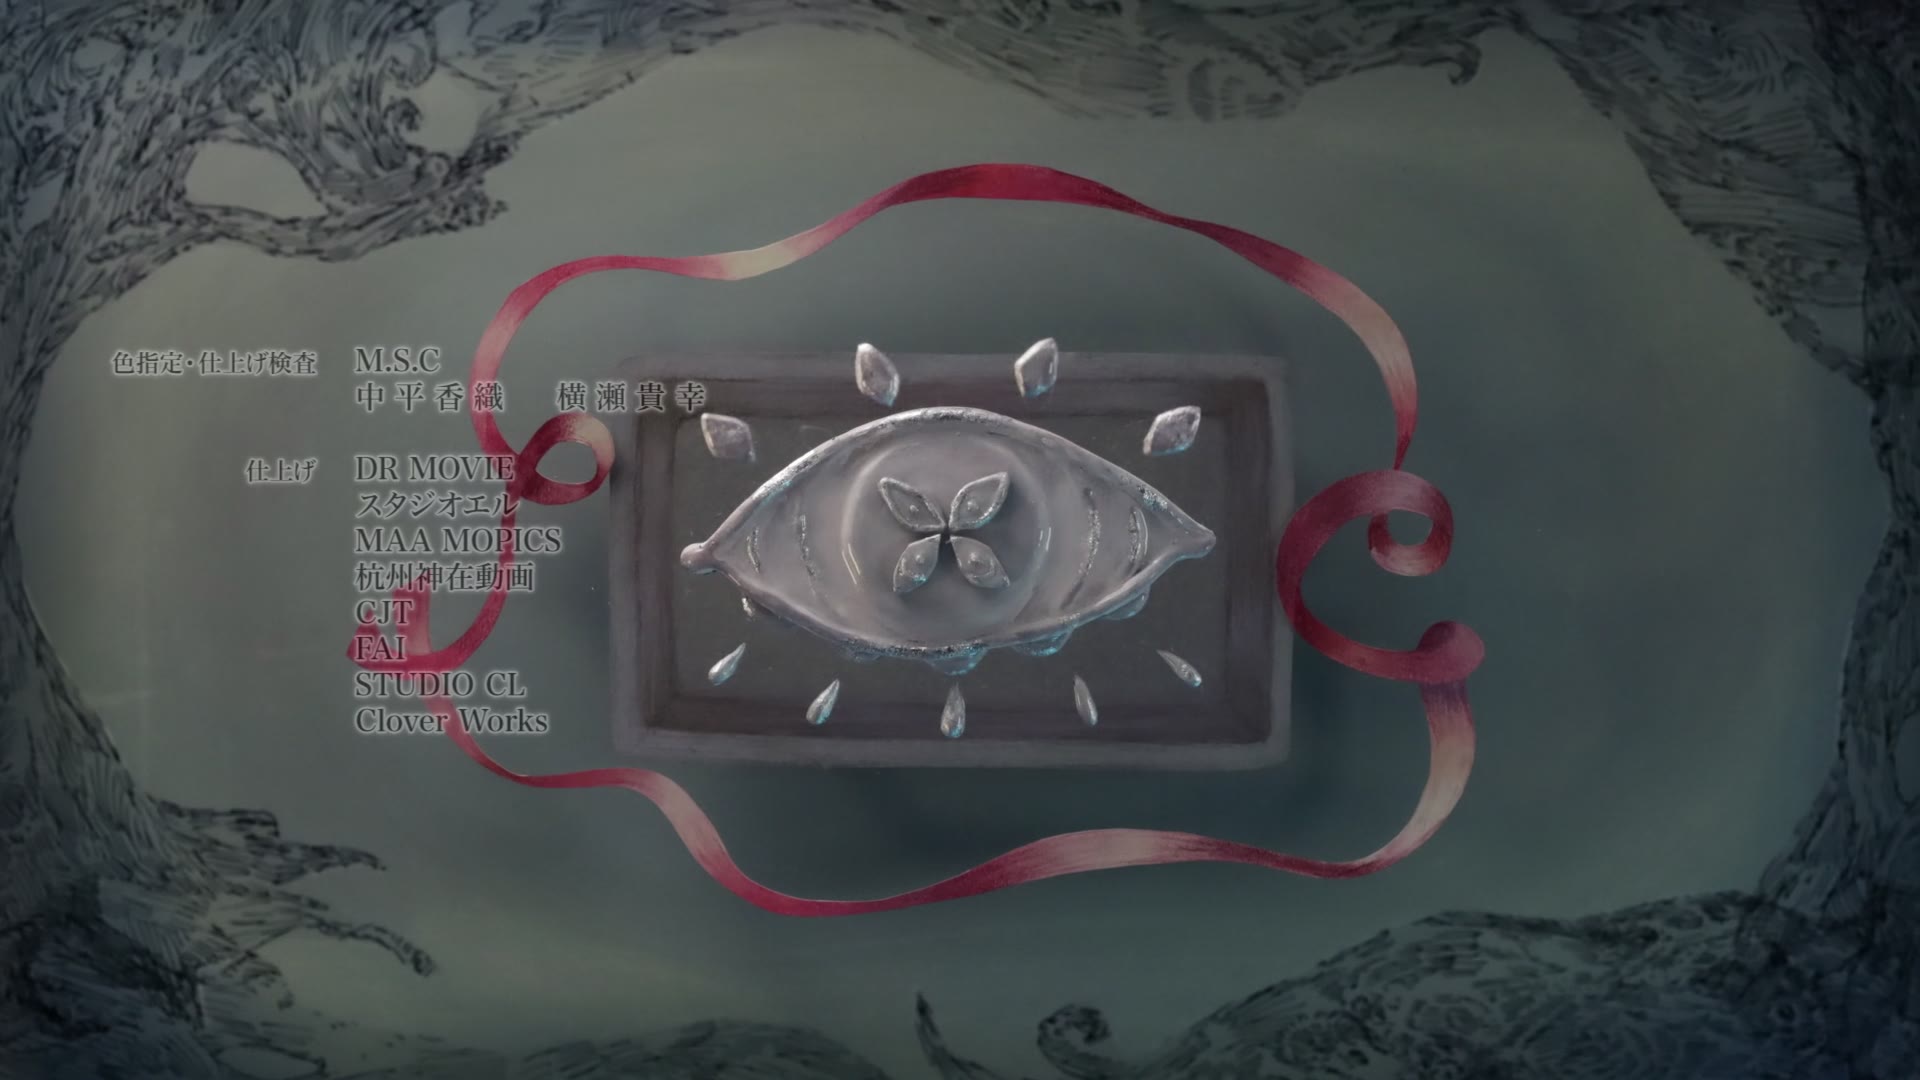 色指定・仕上げ検査 M.S.C
中平香織 横瀬貴幸
仕上げ DR MOVIE
スタジオエル
MAA MOPICS
杭州神在動画
CJT
FAI
STUDIO CL
Clover Works